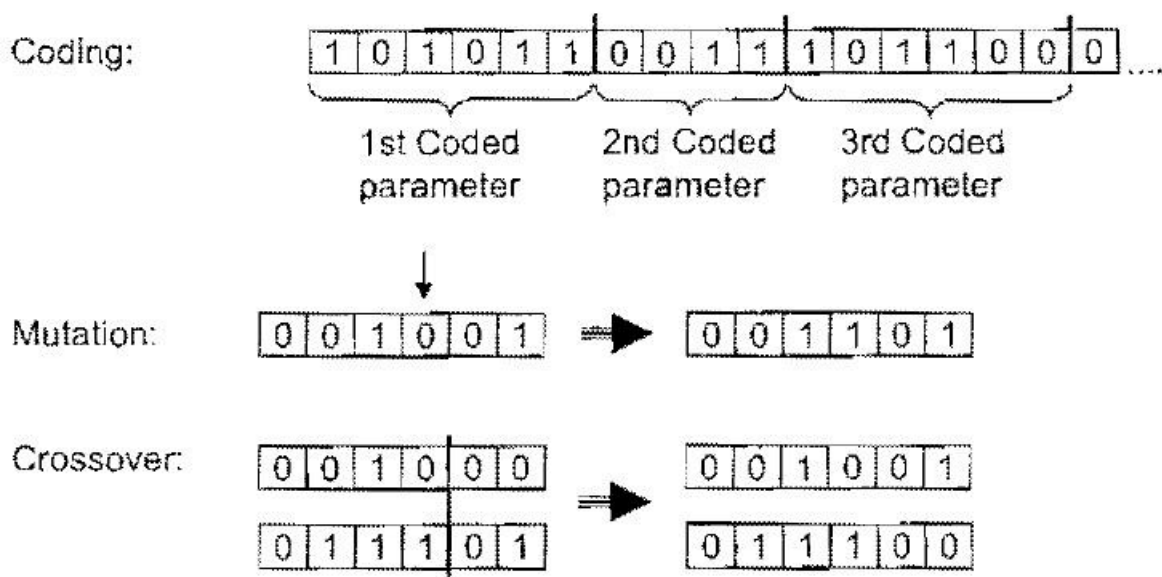 Coding: 1 0 1 0 1 1 0 0 1 1 1 0 1 1 0 0 0 0 ....
1st Coded 2nd Coded 3rd Coded
parameter parameter parameter
Mutation: 0 0 1 0 0 1 0 0 1 1 0 1
Crossover: 0 0 1 0 0 0 0 0 1 0 0 1
0 1 1 1 0 1 0 1 1 1 0 0